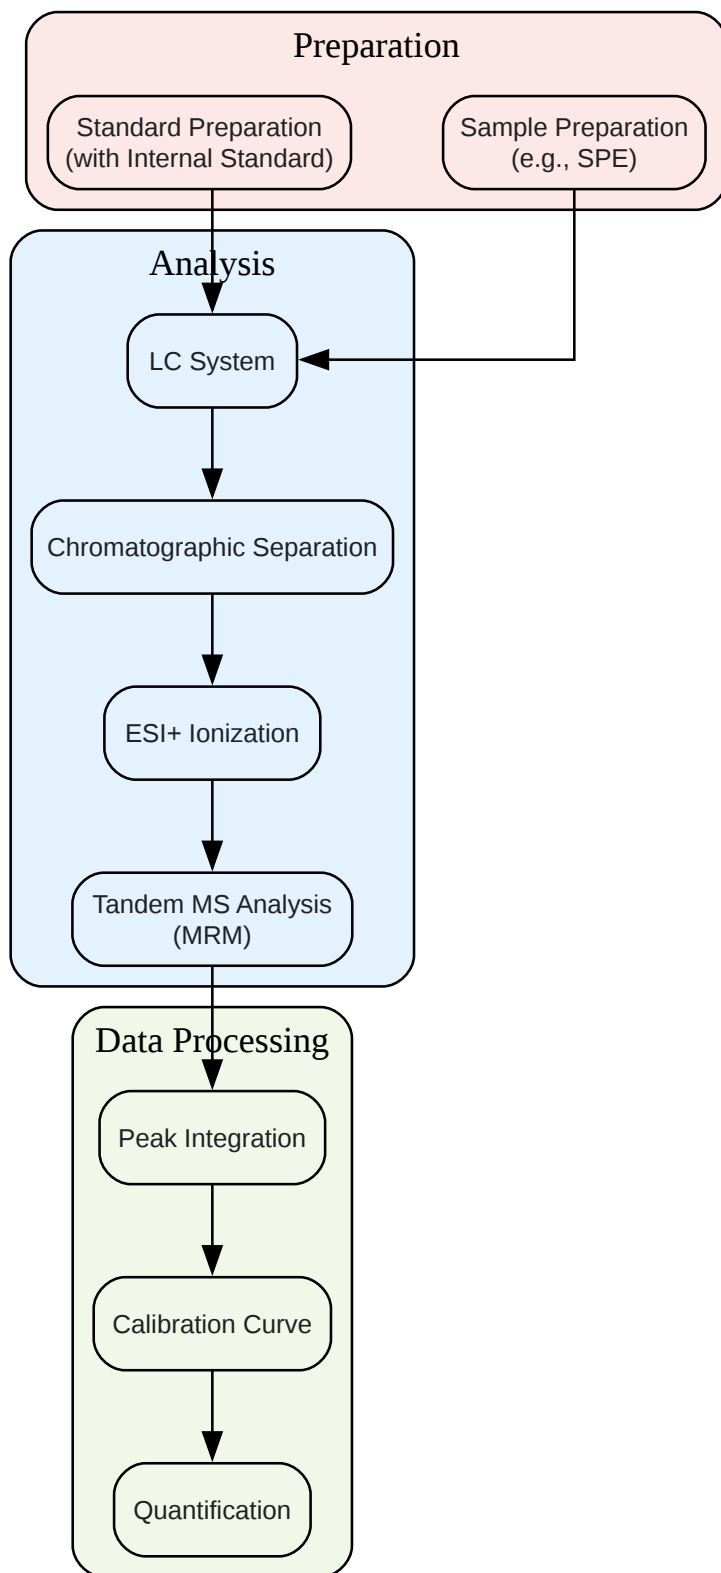 Preparation
Standard Preparation
(with Internal Standard)
Sample Preparation
(e.g., SPE)
Analysis
LC System
Chromatographic Separation
ESI+ Ionization
Tandem MS Analysis
(MRM)
Data Processing
Peak Integration
Calibration Curve
Quantification